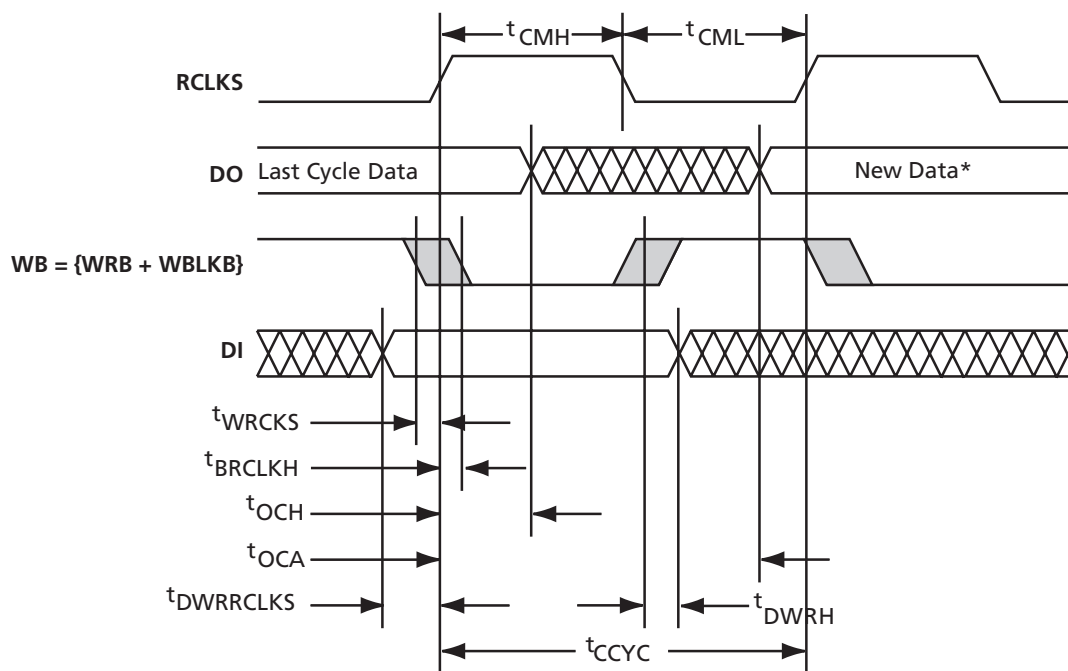 tCMH
tCML
RCLKS
DO
Last Cycle Data
New Data*
WB = {WRB + WBLKB}
DI
tWRCKS
tBRCLKH
tOCH
tOCA
tDWRRCLKS
tDWRH
tCCYC